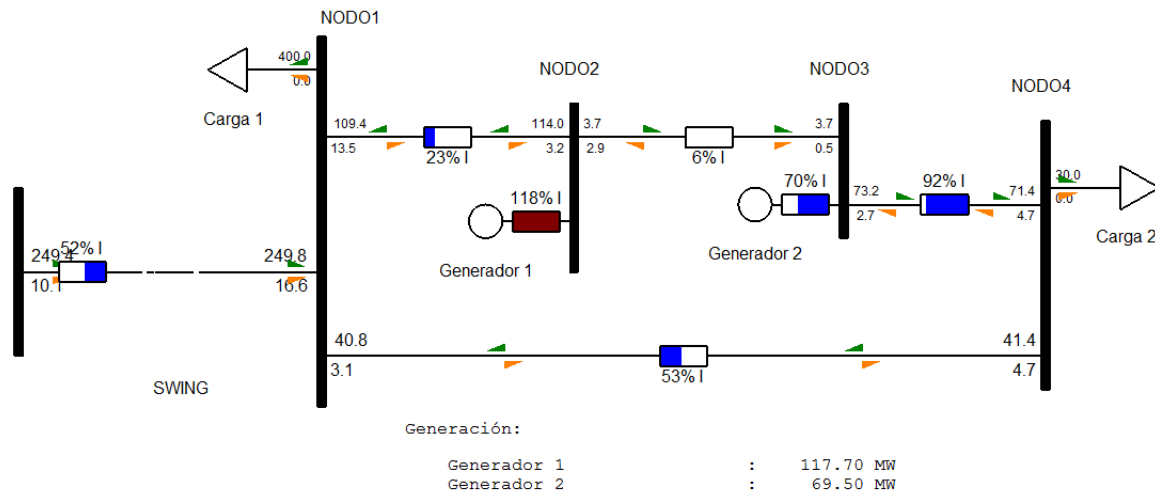 NODO1
400.0
0.0
Carga 1
NODO2
NODO3
NODO4
109.4
13.5
23% I
114.0
3.2
3.7
2.9
6% I
3.7
0.5
118% I
Generador 1
70% I
Generador 2
73.2
2.7
92% I
71.4
4.7
30.0
0.0
Carga 2
249.4
52% I
249.8
16.6
40.8
3.1
53% I
41.4
4.7
SWING
Generación:
Generador 1 : 117.70 MW
Generador 2 : 69.50 MW